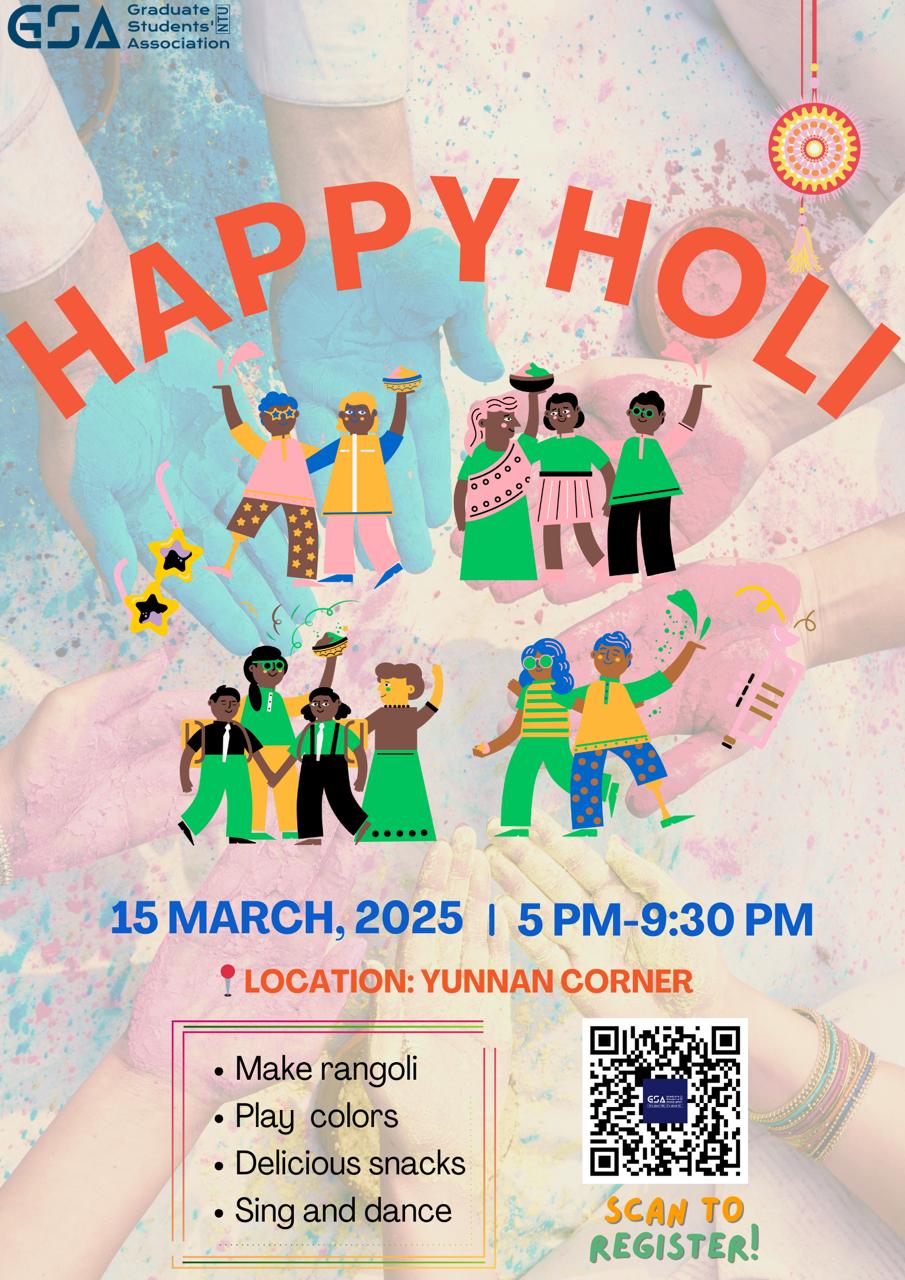 GSA
Graduate
Students'
Association
NTU
HAPPY HOLI
15 MARCH, 2025 | 5 PM-9:30 PM
📍 LOCATION: YUNNAN CORNER
• Make rangoli
• Play colors
• Delicious snacks
• Sing and dance
GSA
SCAN TO
REGISTER!